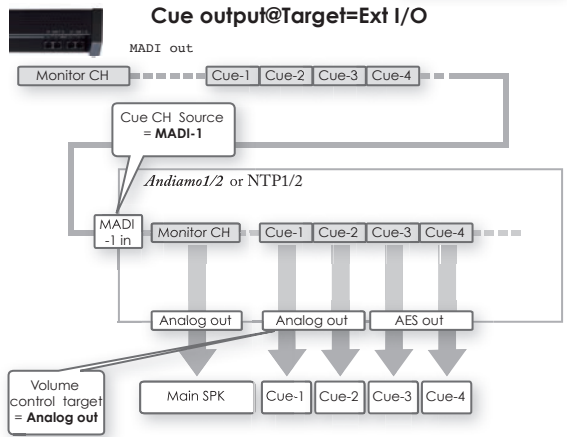 Cue output@Target=Ext I/O
MADI out
Monitor CH
Cue-1
Cue-2
Cue-3
Cue-4
Cue CH Source
= MADI-1
Andiamo1/2 or NTP1/2
MADI
-1 in
Monitor CH
Cue-1
Cue-2
Cue-3
Cue-4
Analog out
Analog out
AES out
Volume
control target
= Analog out
Main SPK
Cue-1
Cue-2
Cue-3
Cue-4